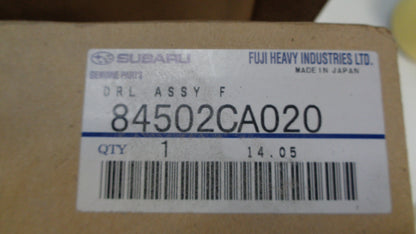 SUBARU FUJI HEAVY INDUSTRIES LTD.
GENUINE PARTS MADE IN JAPAN
DRL ASSY F
84502CA020
QTY 1 14.05